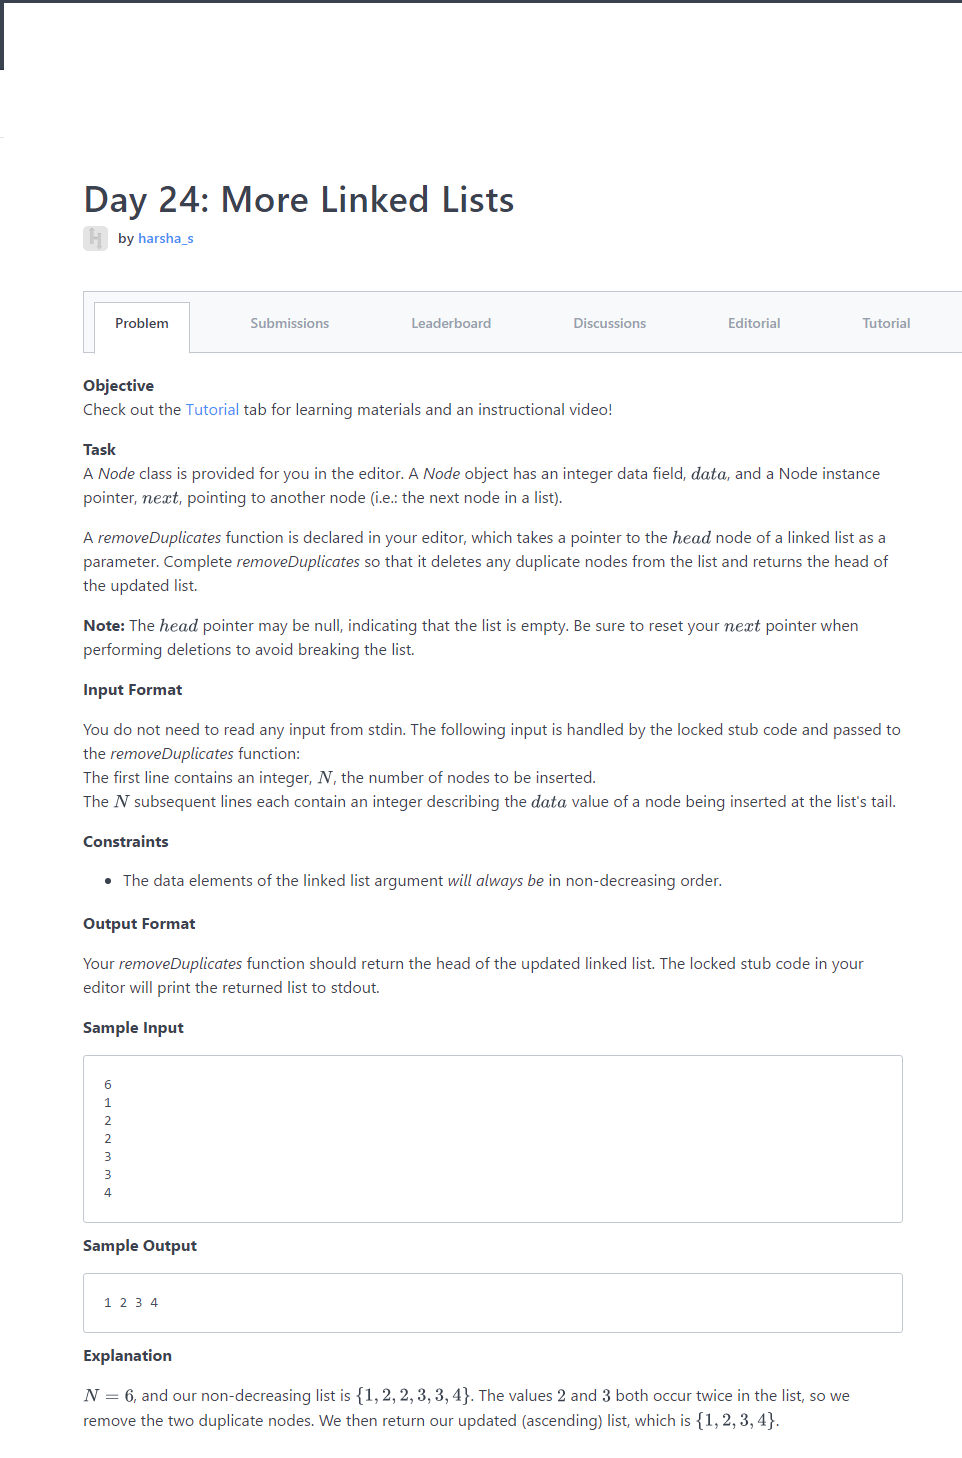 Day 24: More Linked Lists
by harsha_s
Problem Submissions Leaderboard Discussions Editorial Tutorial
Objective
Check out the Tutorial tab for learning materials and an instructional video!
Task
A Node class is provided for you in the editor. A Node object has an integer data field, data, and a Node instance
pointer, next, pointing to another node (i.e.: the next node in a list).
A removeDuplicates function is declared in your editor, which takes a pointer to the head node of a linked list as a
parameter. Complete removeDuplicates so that it deletes any duplicate nodes from the list and returns the head of
the updated list.
Note: The head pointer may be null, indicating that the list is empty. Be sure to reset your next pointer when
performing deletions to avoid breaking the list.
Input Format
You do not need to read any input from stdin. The following input is handled by the locked stub code and passed to
the removeDuplicates function:
The first line contains an integer, N, the number of nodes to be inserted.
The N subsequent lines each contain an integer describing the data value of a node being inserted at the list's tail.
Constraints
• The data elements of the linked list argument will always be in non-decreasing order.
Output Format
Your removeDuplicates function should return the head of the updated linked list. The locked stub code in your
editor will print the returned list to stdout.
Sample Input
6
1
2
2
3
3
4
Sample Output
1 2 3 4
Explanation
N = 6, and our non-decreasing list is {1, 2, 2, 3, 3, 4}. The values 2 and 3 both occur twice in the list, so we
remove the two duplicate nodes. We then return our updated (ascending) list, which is {1, 2, 3, 4}.